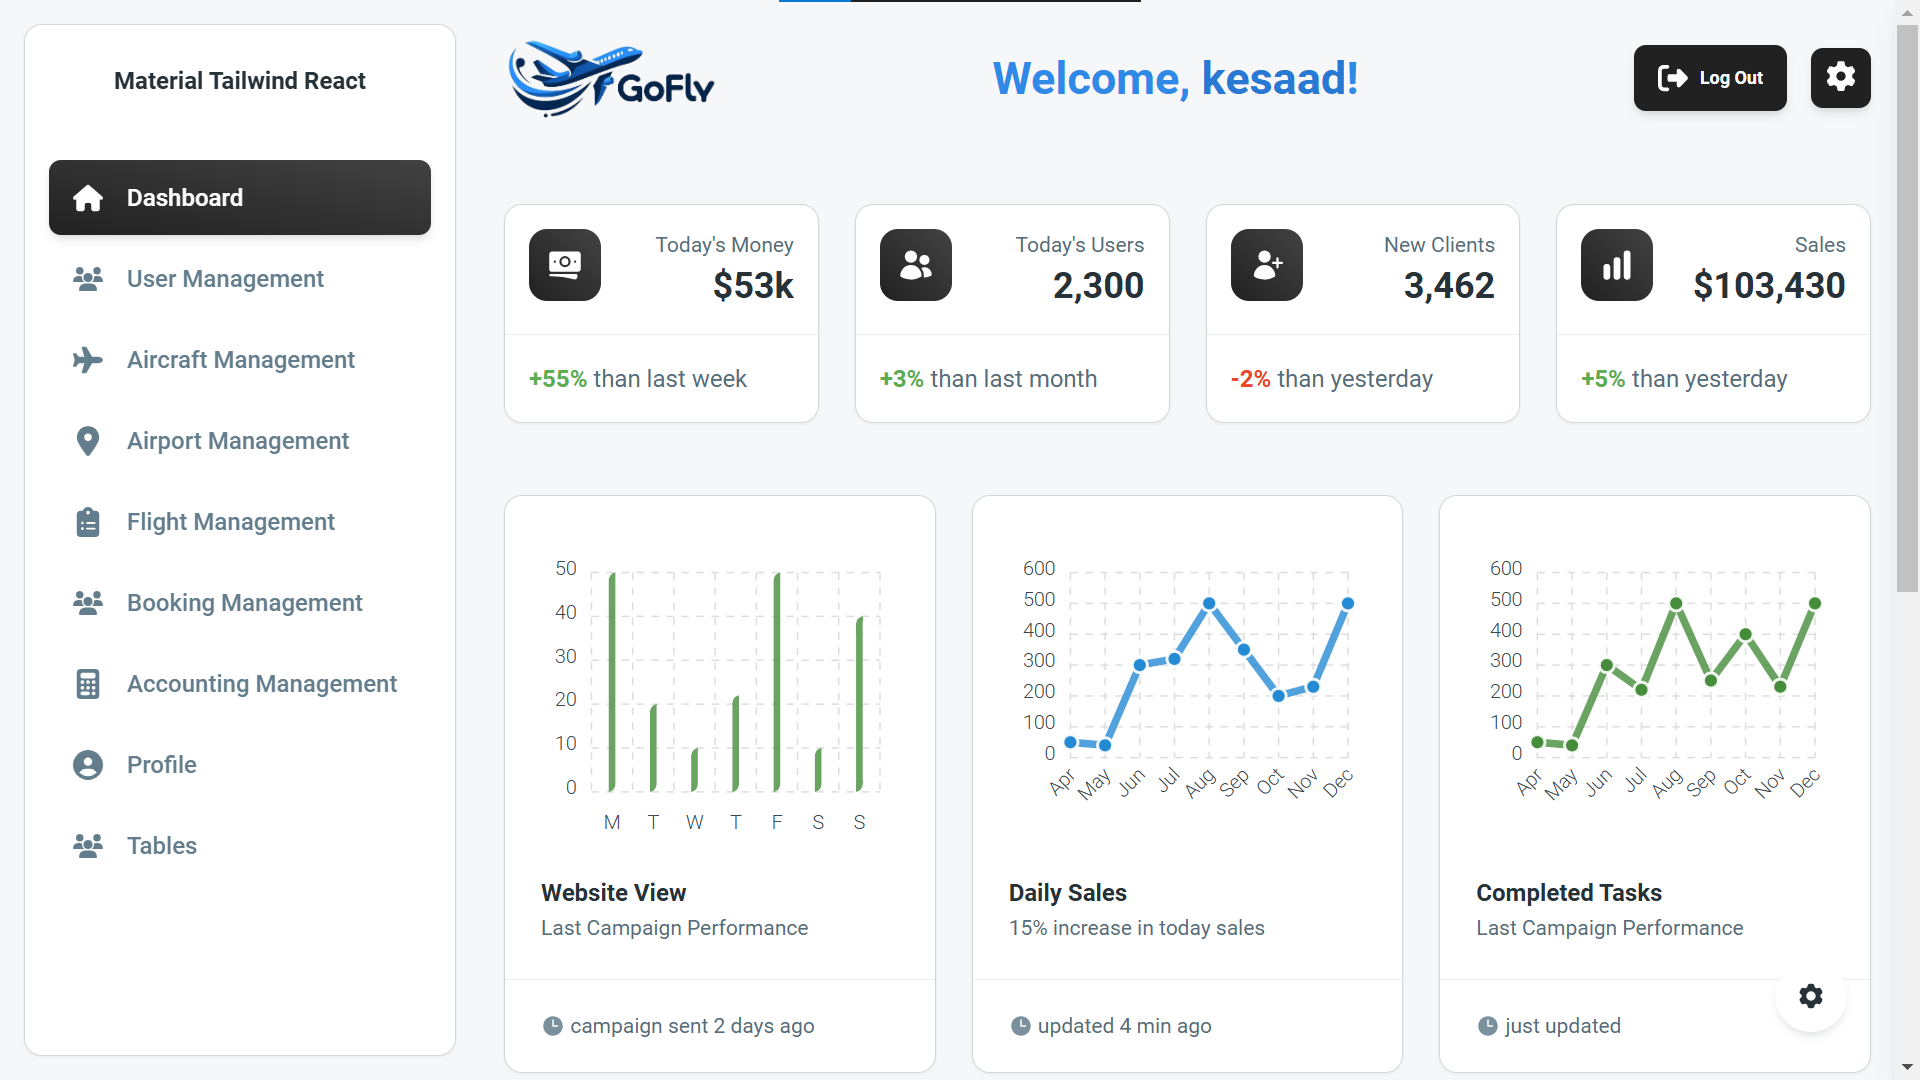 Material Tailwind React
Dashboard
User Management
Aircraft Management
Airport Management
Flight Management
Booking Management
Accounting Management
Profile
Tables
GoFly
Welcome, kesaad!
Log Out
Today's Money
$53k
+55% than last week
Today's Users
2,300
+3% than last month
New Clients
3,462
-2% than yesterday
Sales
$103,430
+5% than yesterday
50
40
30
20
10
0
M T W T F S S
Website View
Last Campaign Performance
campaign sent 2 days ago
600
500
400
300
200
100
0
Apr May Jun Jul Aug Sep Oct Nov Dec
Daily Sales
15% increase in today sales
updated 4 min ago
600
500
400
300
200
100
0
Apr May Jun Jul Aug Sep Oct Nov Dec
Completed Tasks
Last Campaign Performance
just updated